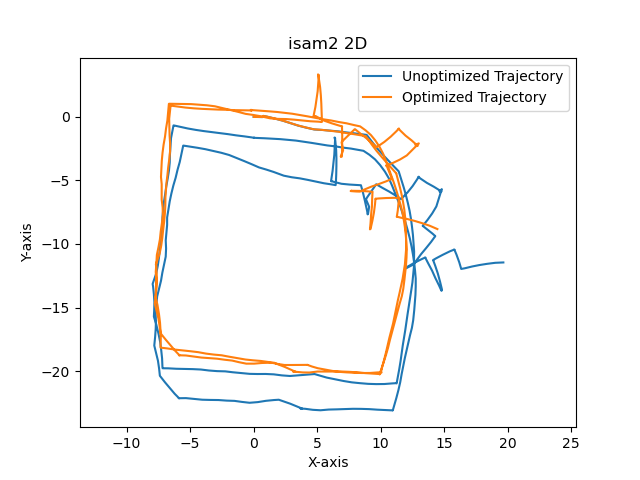 isam2 2D
Unoptimized Trajectory
Optimized Trajectory
0
−5
−10
−15
−20
Y-axis
−10
−5
0
5
10
15
20
25
X-axis